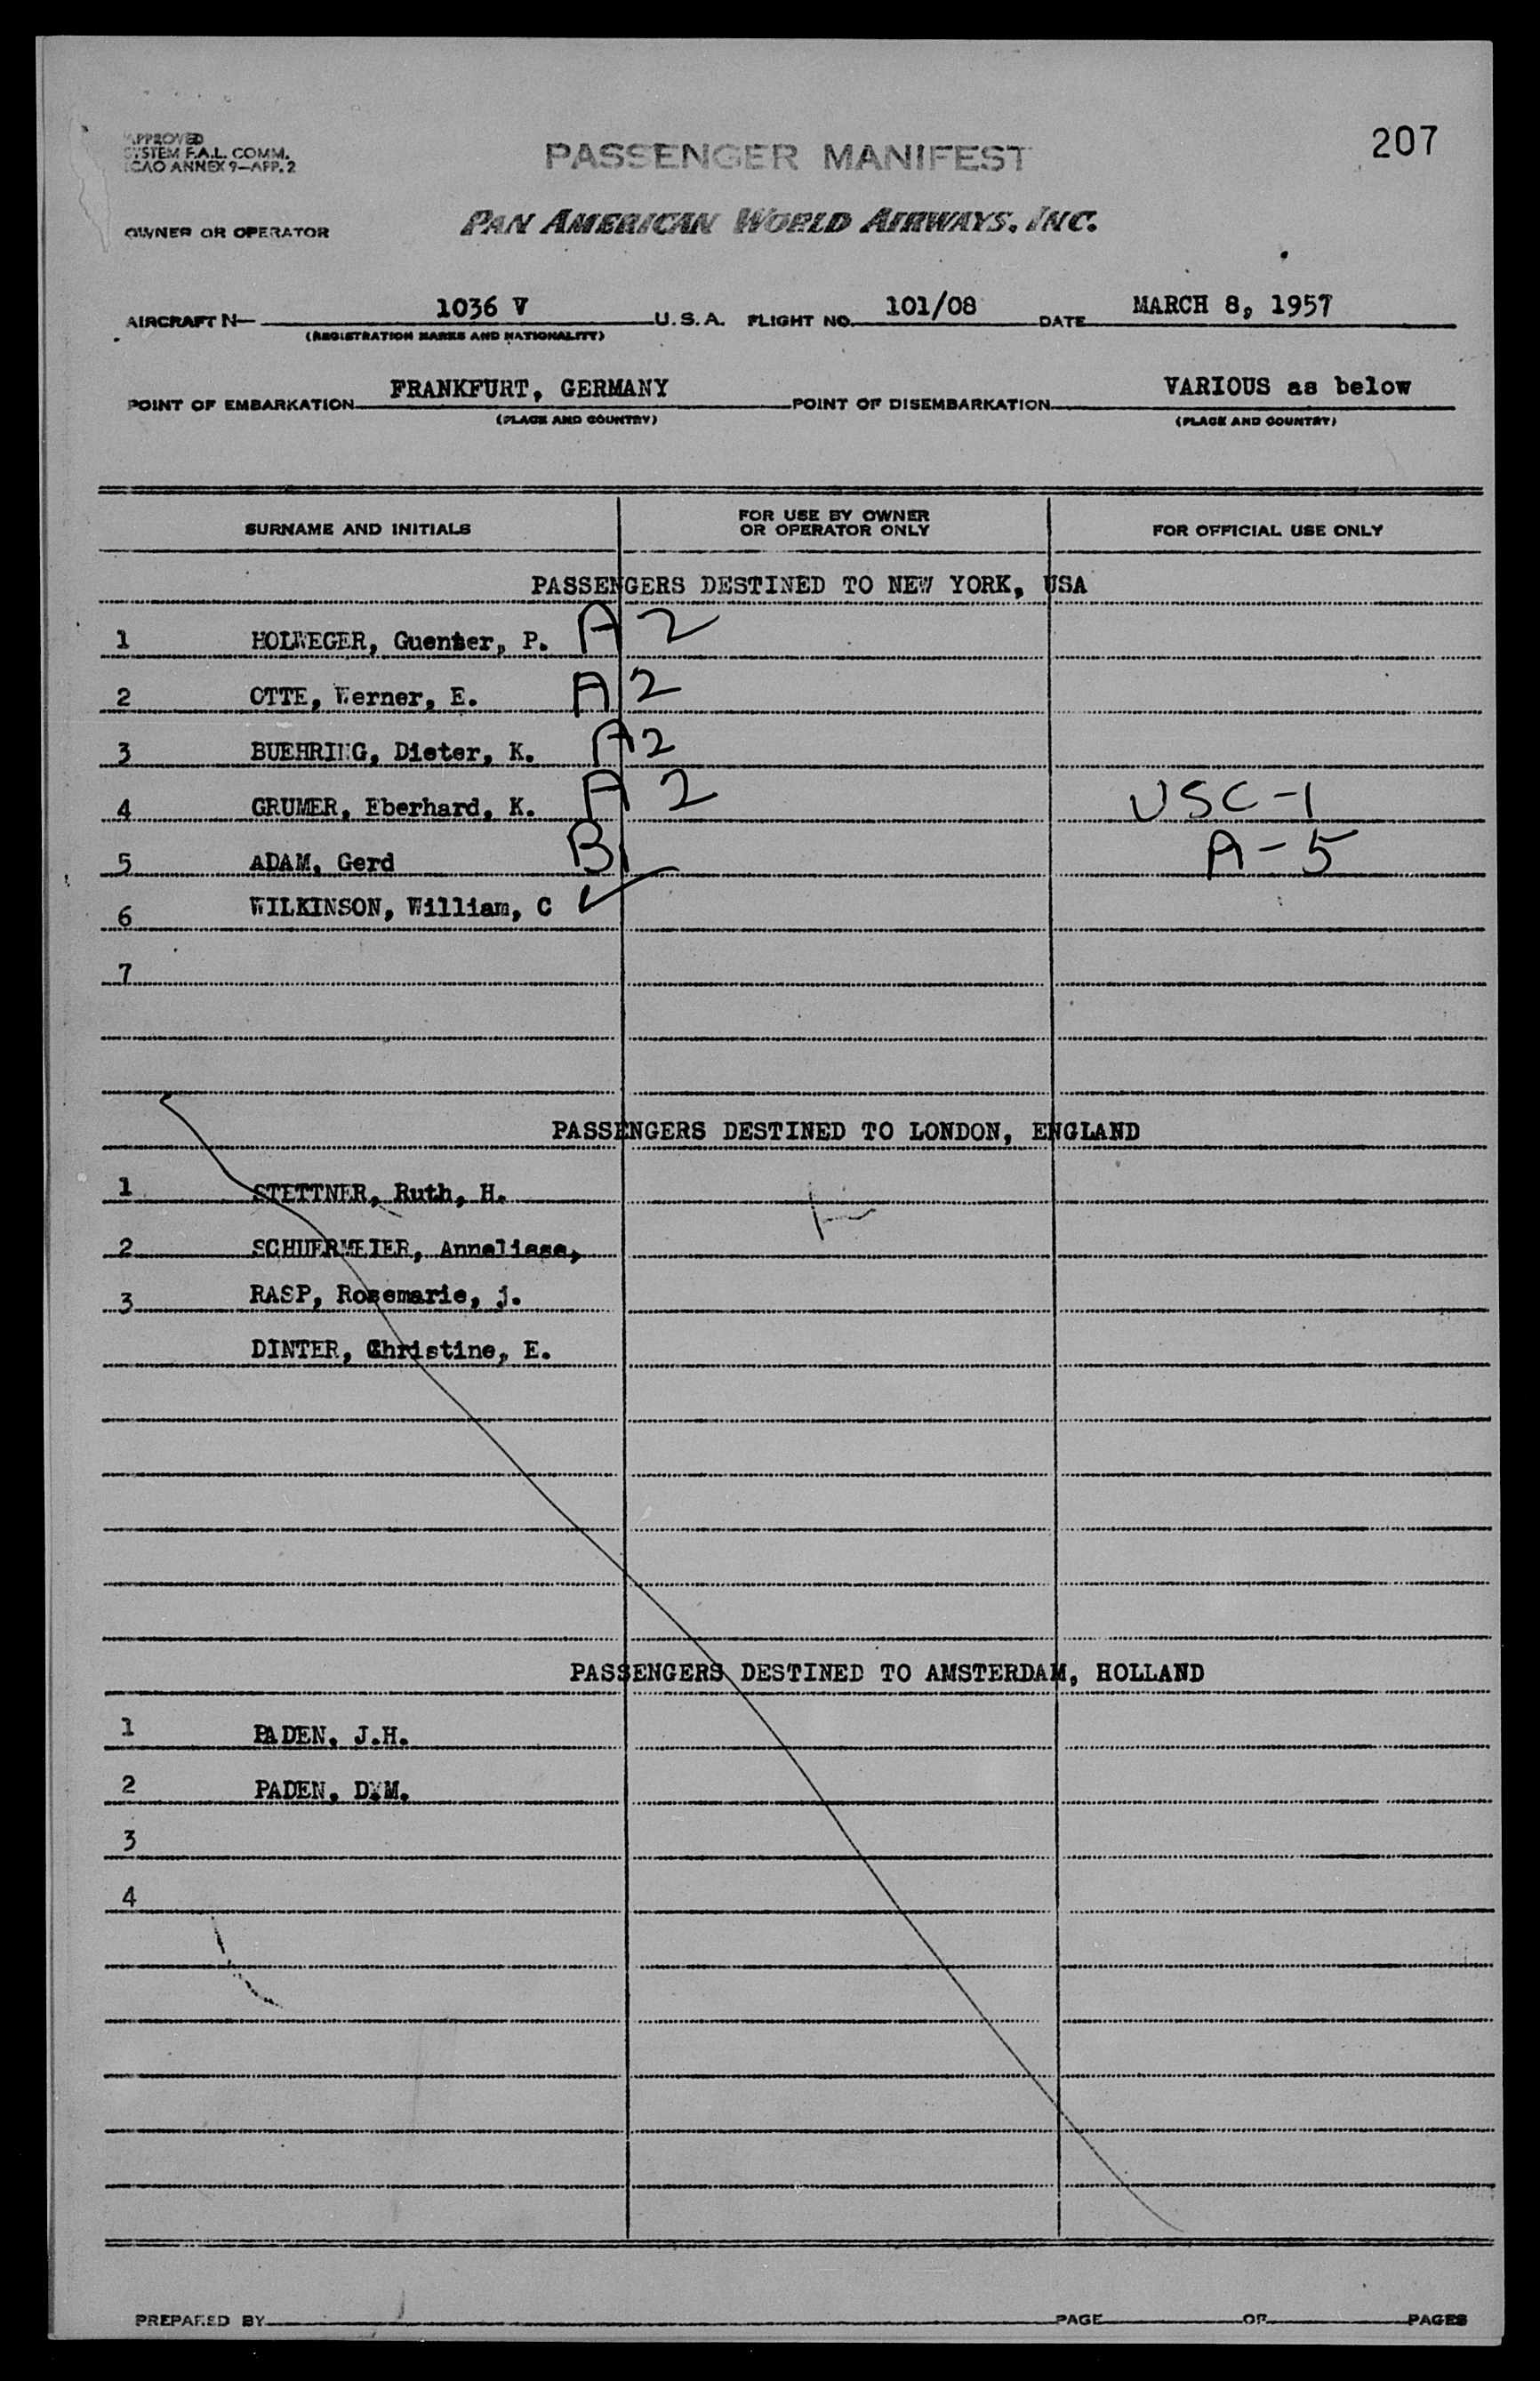 207
APPROVED
SYSTEM F.A.L. COMM.
ICAO ANNEX 9—APP. 2
PASSENGER MANIFEST
OWNER OR OPERATOR PAN AMERICAN WORLD AIRWAYS, INC.
AIRCRAFT N— 1036 V U.S.A. FLIGHT NO. 101/08 DATE MARCH 8, 1957
(REGISTRATION MARKS AND NATIONALITY)
POINT OF EMBARKATION FRANKFURT, GERMANY POINT OF DISEMBARKATION VARIOUS as below
(PLACE AND COUNTRY) (PLACE AND COUNTRY)
SURNAME AND INITIALS FOR USE BY OWNER OR OPERATOR ONLY FOR OFFICIAL USE ONLY
PASSENGERS DESTINED TO NEW YORK, USA
1 HOLWEGER, Guenter, P. A 2
2 OTTE, Werner, E. A 2
3 BUEHRING, Dieter, K. A2
4 GRUMER, Eberhard, K. A 2 USC-1
5 ADAM, Gerd B1 A-5
6 WILKINSON, William, C ✓
7
PASSENGERS DESTINED TO LONDON, ENGLAND
1 STETTNER, Ruth, H.
2 SCHUERMEIER, Anneliese,
3 RASP, Rosemarie, j.
DINTER, Christine, E.
PASSENGERS DESTINED TO AMSTERDAM, HOLLAND
1 PADEN, J.H.
2 PADEN, D.M.
3
4
PREPARED BY PAGE OF PAGES